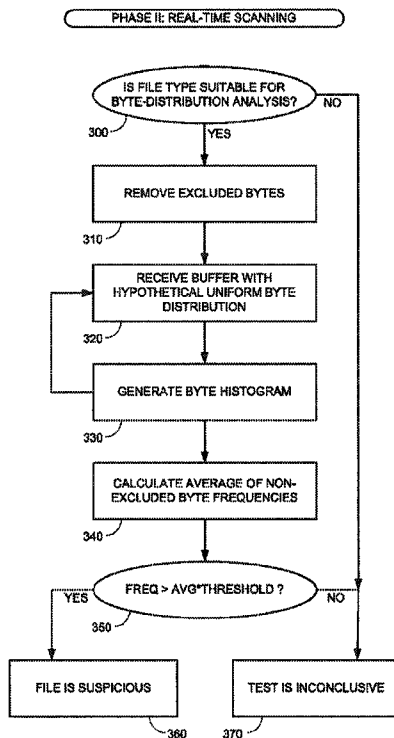 PHASE II: REAL-TIME SCANNING
IS FILE TYPE SUITABLE FOR
BYTE-DISTRIBUTION ANALYSIS?
NO
300
YES
REMOVE EXCLUDED BYTES
310
RECEIVE BUFFER WITH
HYPOTHETICAL UNIFORM BYTE
DISTRIBUTION
320
GENERATE BYTE HISTOGRAM
330
CALCULATE AVERAGE OF NON-
EXCLUDED BYTE FREQUENCIES
340
YES
FREQ > AVG*THRESHOLD ?
NO
350
FILE IS SUSPICIOUS
TEST IS INCONCLUSIVE
360
370